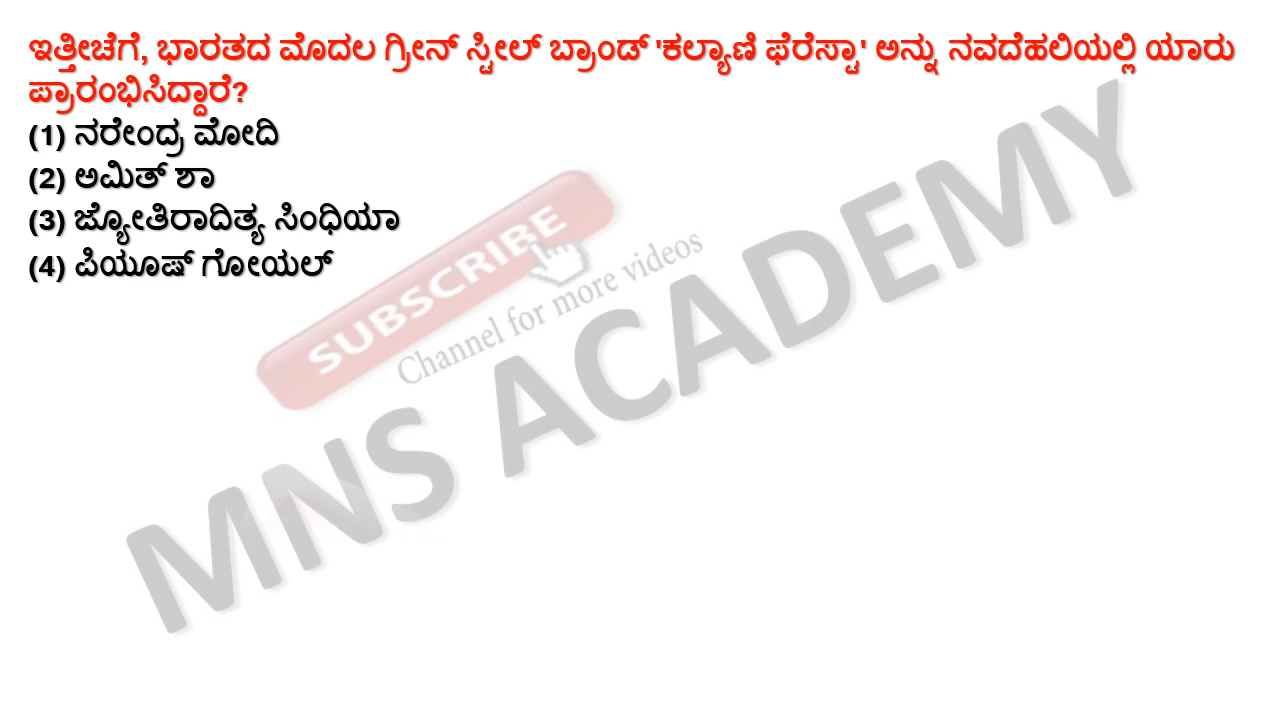 ಇತ್ತೀಚೆಗೆ, ಭಾರತದ ಮೊದಲ ಗ್ರೀನ್ ಸ್ಟೀಲ್ ಬ್ರಾಂಡ್ 'ಕಲ್ಯಾಣಿ ಫೆರೆಸ್ಟಾ' ಅನ್ನು ನವದೆಹಲಿಯಲ್ಲಿ ಯಾರು
ಪ್ರಾರಂಭಿಸಿದ್ದಾರೆ?
(1) ನರೇಂದ್ರ ಮೋದಿ
(2) ಅಮಿತ್ ಶಾ
(3) ಜ್ಯೋತಿರಾದಿತ್ಯ ಸಿಂಧಿಯಾ
(4) ಪಿಯೂಷ್ ಗೋಯಲ್
SUBSCRIBE
Channel for more videos
MNS ACADEMY